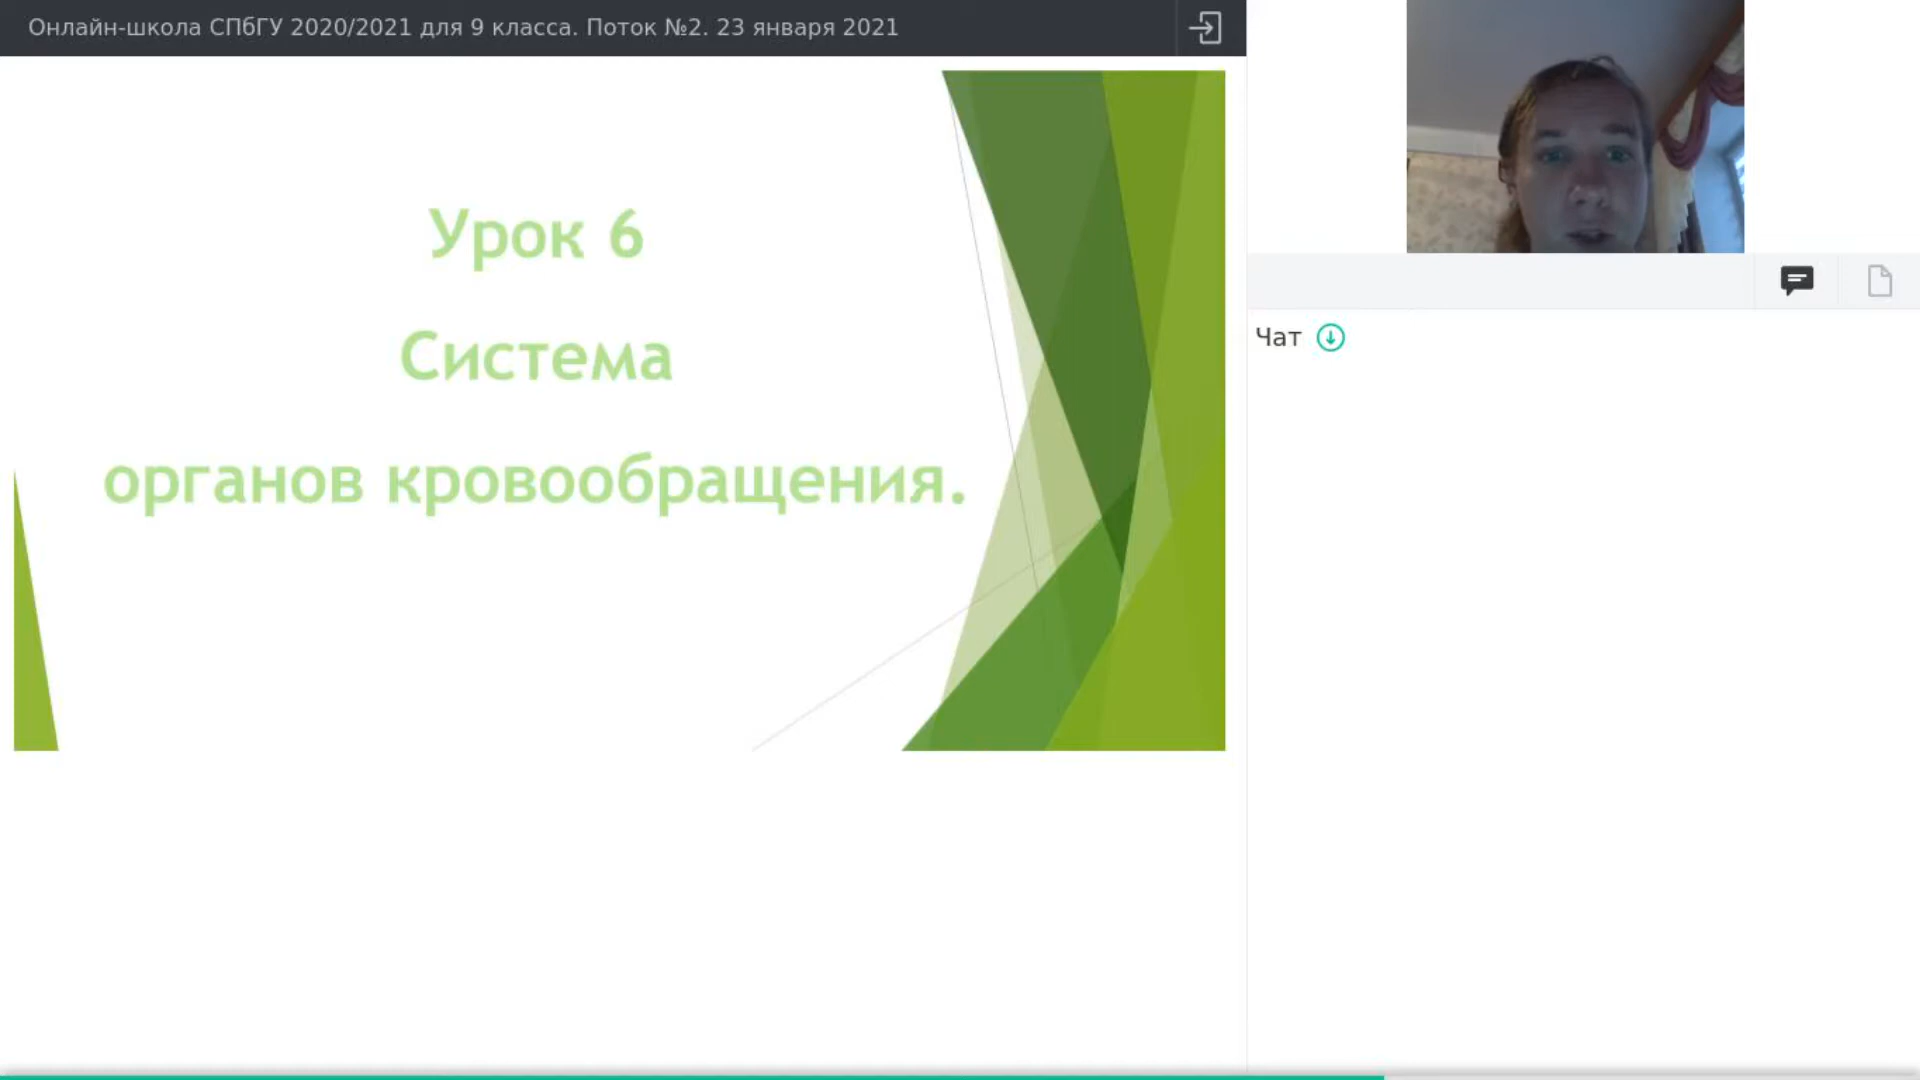 Онлайн-школа СПбГУ 2020/2021 для 9 класса. Поток №2. 23 января 2021
Урок 6
Система
органов кровообращения.
Чат